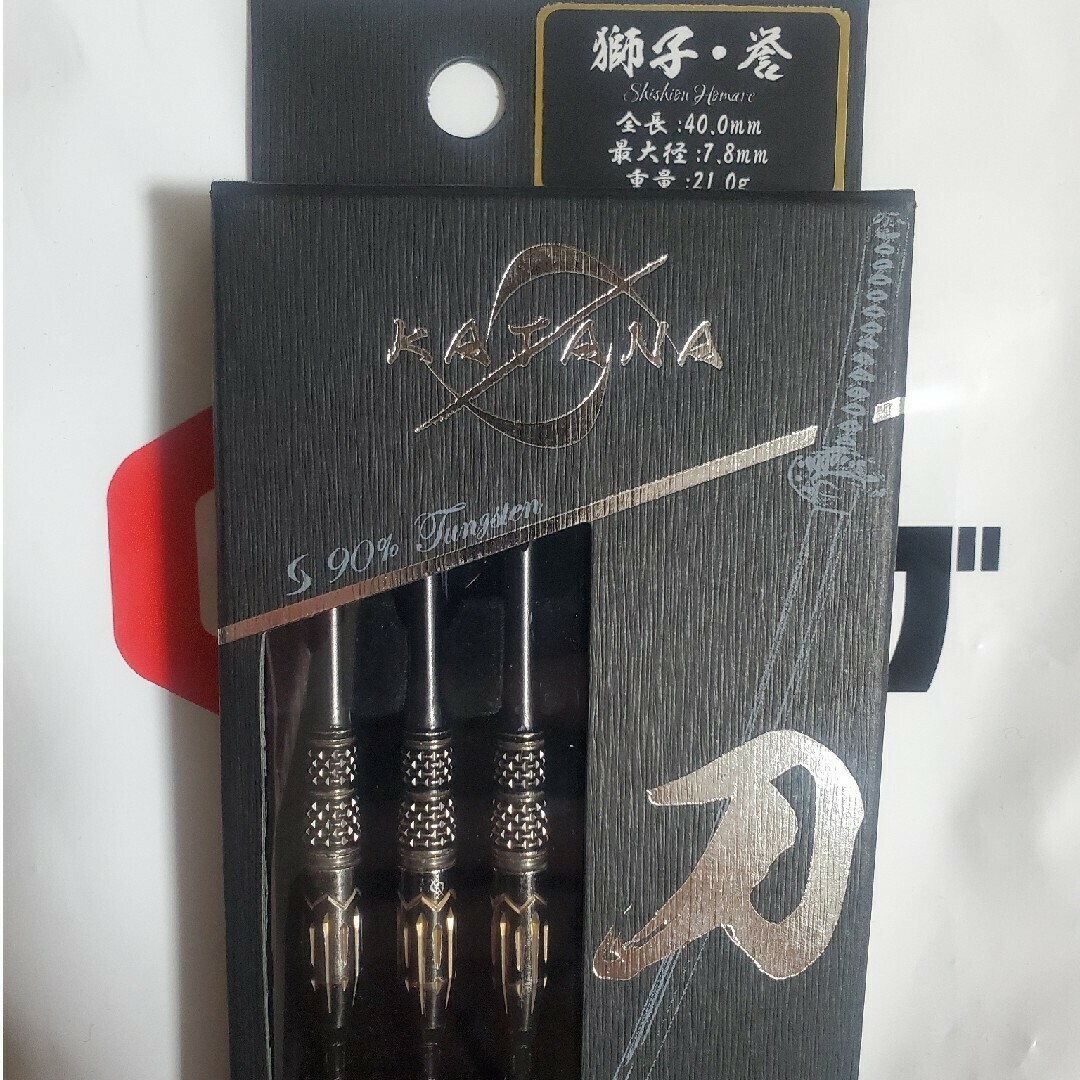 獅子・誉
Shishien Homare
全長:40.0mm
最大径:7.8mm
重量:21.0g
KATANA
90% Tungsten
刀